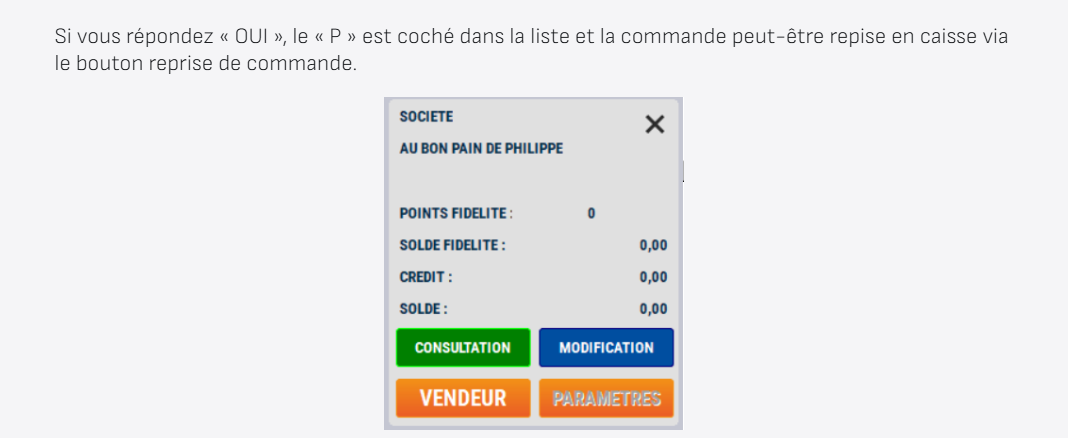 Si vous répondez « OUI », le « P » est coché dans la liste et la commande peut-être reprise en caisse via
le bouton reprise de commande.
SOCIETE
AU BON PAIN DE PHILIPPE
POINTS FIDELITE : 0
SOLDE FIDELITE : 0,00
CREDIT : 0,00
SOLDE : 0,00
CONSULTATION MODIFICATION
VENDEUR PARAMETRES